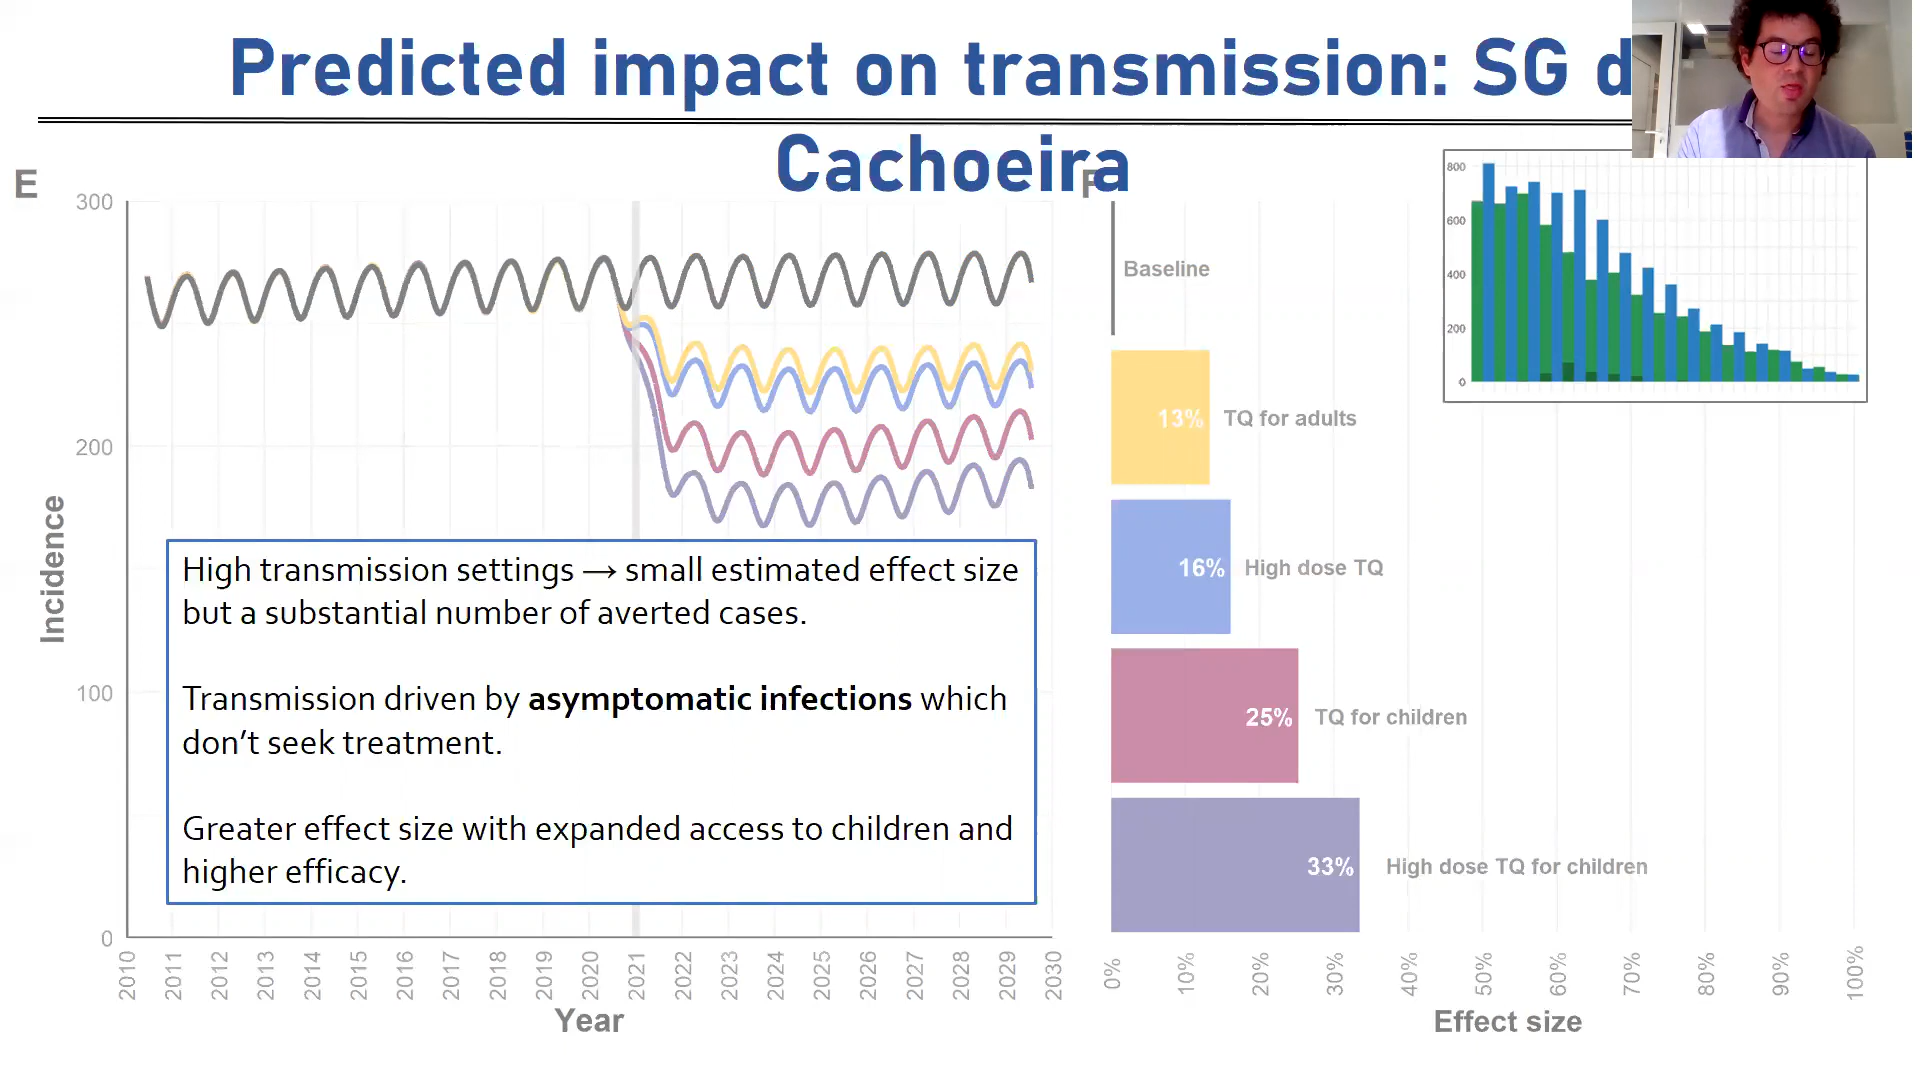 Predicted impact on transmission: SG d
Cachoeira
E
300
200
100
0
Incidence
2010
2011
2012
2013
2014
2015
2016
2017
2018
2019
2020
2021
2022
2023
2024
2025
2026
2027
2028
2029
2030
Year
High transmission settings → small estimated effect size
but a substantial number of averted cases.
Transmission driven by asymptomatic infections which
don't seek treatment.
Greater effect size with expanded access to children and
higher efficacy.
F
Baseline
13% TQ for adults
16% High dose TQ
25% TQ for children
33% High dose TQ for children
0%
10%
20%
30%
40%
50%
60%
70%
80%
90%
100%
Effect size
800
600
400
200
0